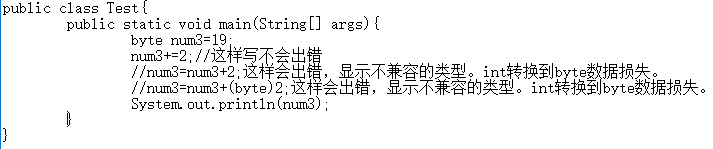 public class Test{
public static void main(String[] args){
byte num3=19;
num3+=2;//这样写不会出错
//num3=num3+2;这样会出错，显示不兼容的类型。int转换到byte数据损失。
//num3=num3+(byte)2;这样会出错，显示不兼容的类型。int转换到byte数据损失。
System.out.println(num3);
}
}